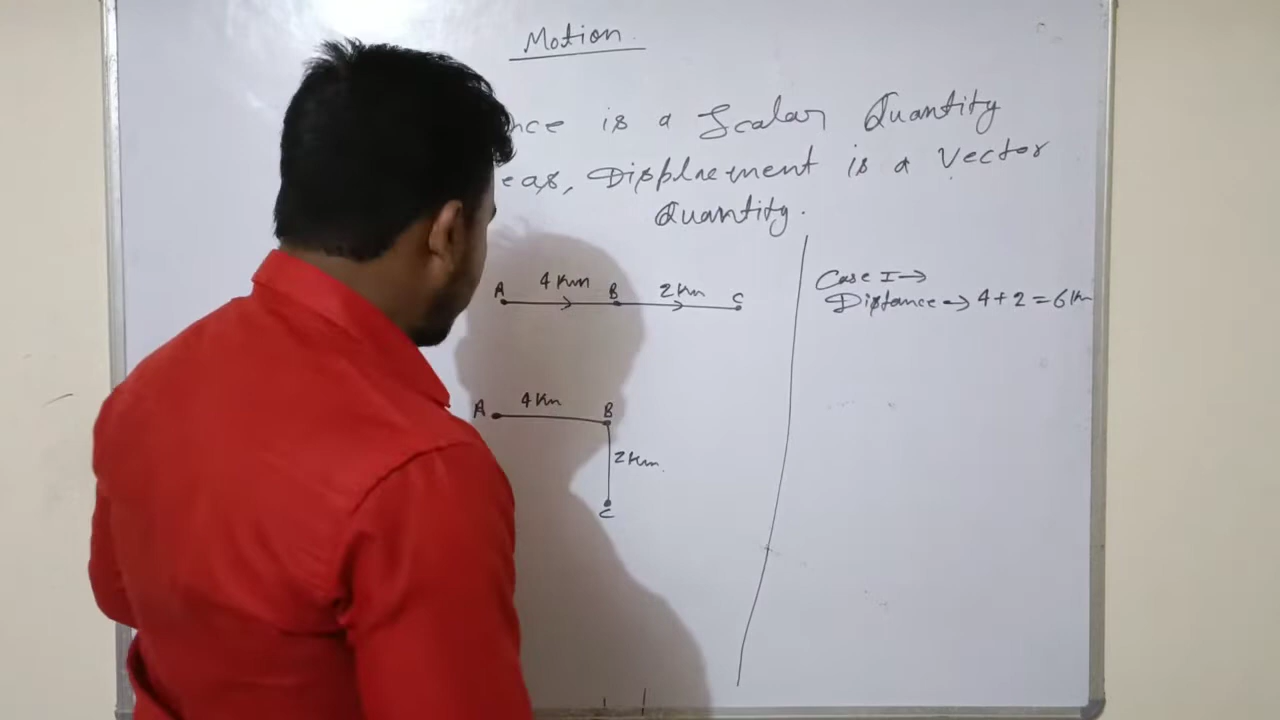 Motion
nce is a Scalar Quantity
eas, Displacement is a Vector
Quantity.
A 4 Km B 2 Km C
Case I →
Distance → 4 + 2 = 6 Km
A 4 Km B
2 Km.
C